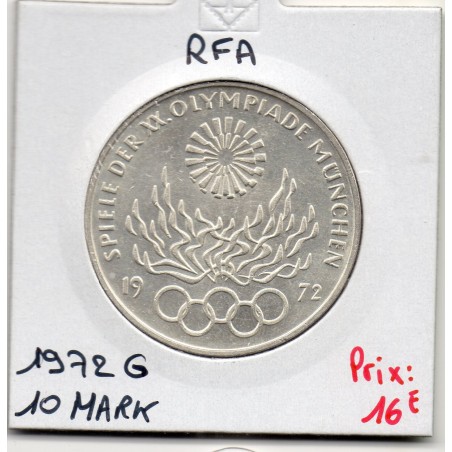 RFA
SPIELE DER XX. OLYMPIADE MÜNCHEN
19 72
1972 G
10 MARK
Prix:
16€